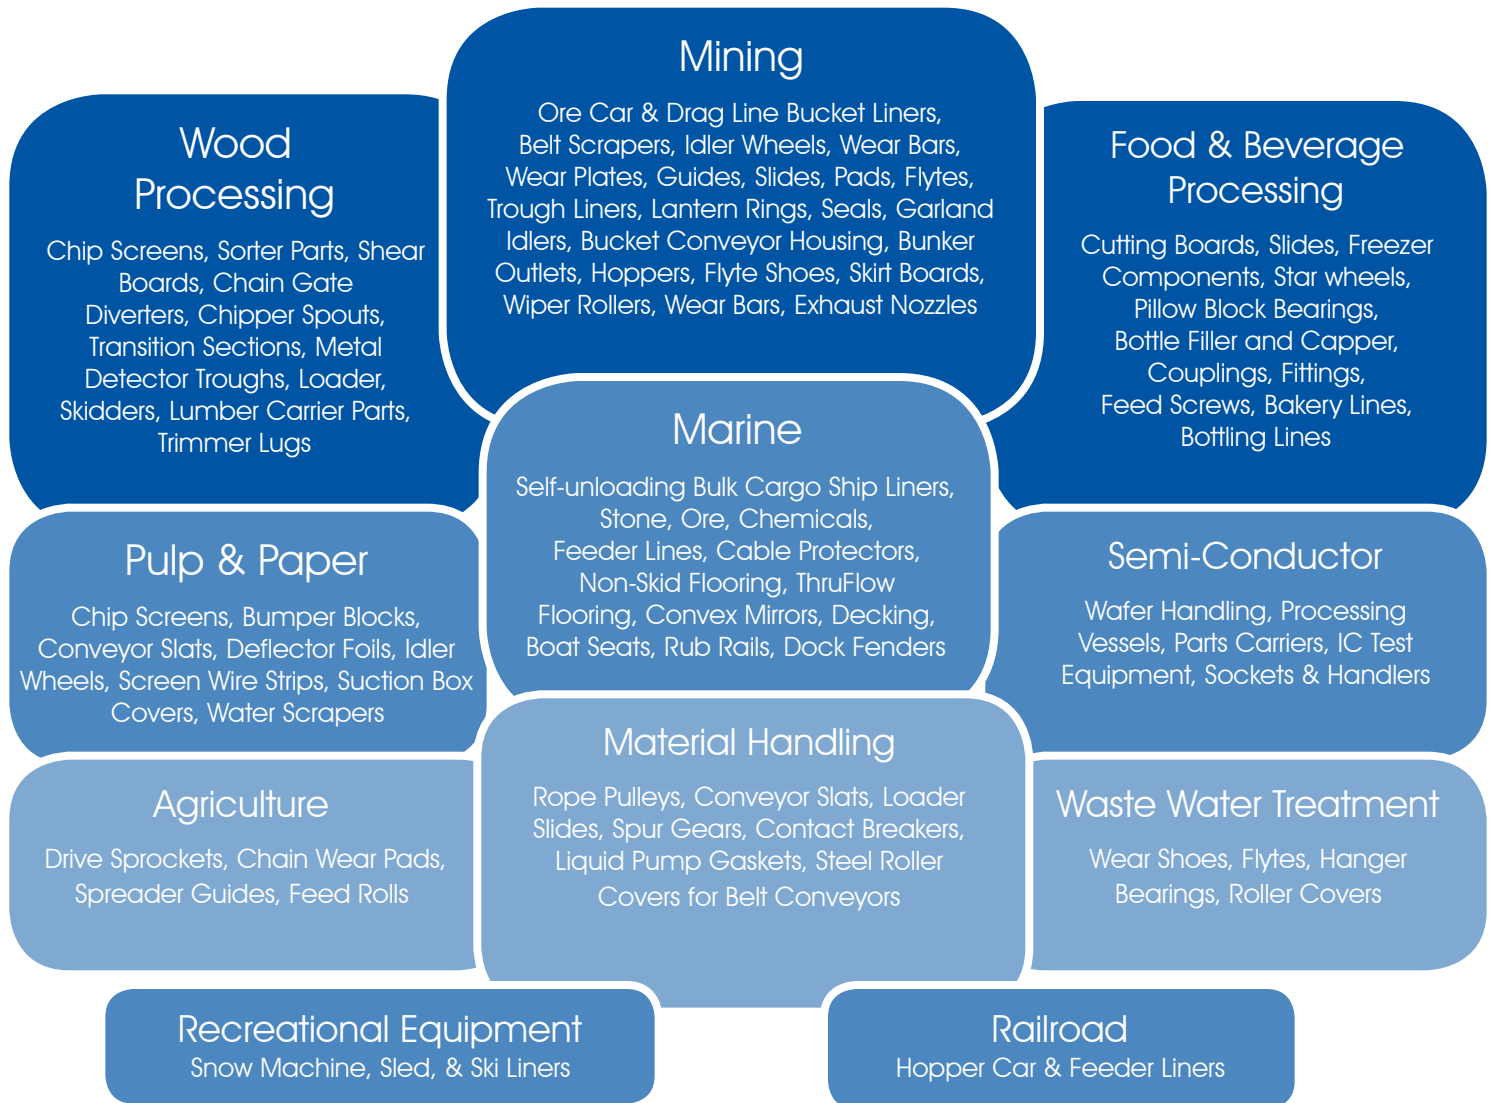 Mining
Ore Car & Drag Line Bucket Liners,
Belt Scrapers, Idler Wheels, Wear Bars,
Wear Plates, Guides, Slides, Pads, Flytes,
Trough Liners, Lantern Rings, Seals, Garland
Idlers, Bucket Conveyor Housing, Bunker
Outlets, Hoppers, Flyte Shoes, Skirt Boards,
Wiper Rollers, Wear Bars, Exhaust Nozzles
Wood
Processing
Chip Screens, Sorter Parts, Shear
Boards, Chain Gate
Diverters, Chipper Spouts,
Transition Sections, Metal
Detector Troughs, Loader,
Skidders, Lumber Carrier Parts,
Trimmer Lugs
Food & Beverage
Processing
Cutting Boards, Slides, Freezer
Components, Star wheels,
Pillow Block Bearings,
Bottle Filler and Capper,
Couplings, Fittings,
Feed Screws, Bakery Lines,
Bottling Lines
Marine
Self-unloading Bulk Cargo Ship Liners,
Stone, Ore, Chemicals,
Feeder Lines, Cable Protectors,
Non-Skid Flooring, ThruFlow
Flooring, Convex Mirrors, Decking,
Boat Seats, Rub Rails, Dock Fenders
Pulp & Paper
Chip Screens, Bumper Blocks,
Conveyor Slats, Deflector Foils, Idler
Wheels, Screen Wire Strips, Suction Box
Covers, Water Scrapers
Semi-Conductor
Wafer Handling, Processing
Vessels, Parts Carriers, IC Test
Equipment, Sockets & Handlers
Material Handling
Rope Pulleys, Conveyor Slats, Loader
Slides, Spur Gears, Contact Breakers,
Liquid Pump Gaskets, Steel Roller
Covers for Belt Conveyors
Agriculture
Drive Sprockets, Chain Wear Pads,
Spreader Guides, Feed Rolls
Waste Water Treatment
Wear Shoes, Flytes, Hanger
Bearings, Roller Covers
Recreational Equipment
Snow Machine, Sled, & Ski Liners
Railroad
Hopper Car & Feeder Liners